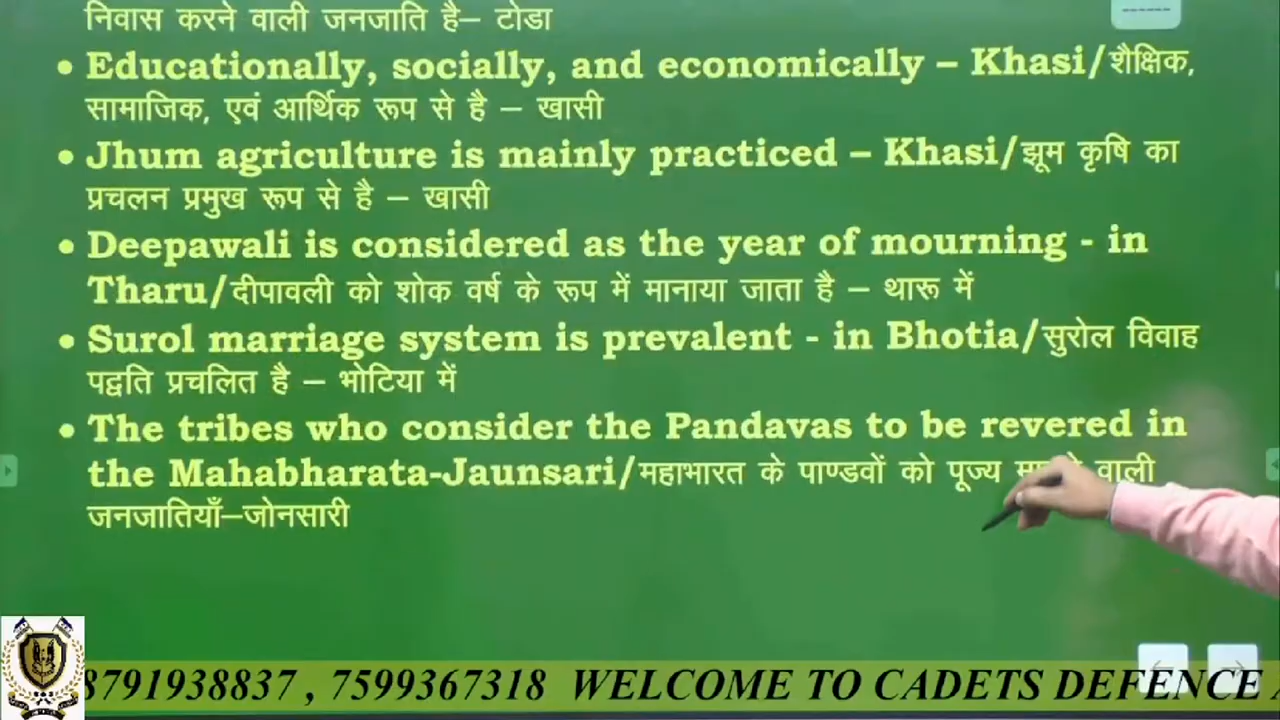 निवास करने वाली जनजाति है– टोडा
• Educationally, socially, and economically – Khasi/शैक्षिक,
सामाजिक, एवं आर्थिक रूप से है – खासी
• Jhum agriculture is mainly practiced – Khasi/झूम कृषि का
प्रचलन प्रमुख रूप से है – खासी
• Deepawali is considered as the year of mourning - in
Tharu/दीपावली को शोक वर्ष के रूप में मानाया जाता है – थारू में
• Surol marriage system is prevalent - in Bhotia/सुरोल विवाह
पद्वति प्रचलित है – भोटिया में
• The tribes who consider the Pandavas to be revered in
the Mahabharata-Jaunsari/महाभारत के पाण्डवों को पूज्य वाली
जनजातियाँ–जोनसारी
8791938837 , 7599367318 WELCOME TO CADETS DEFENCE